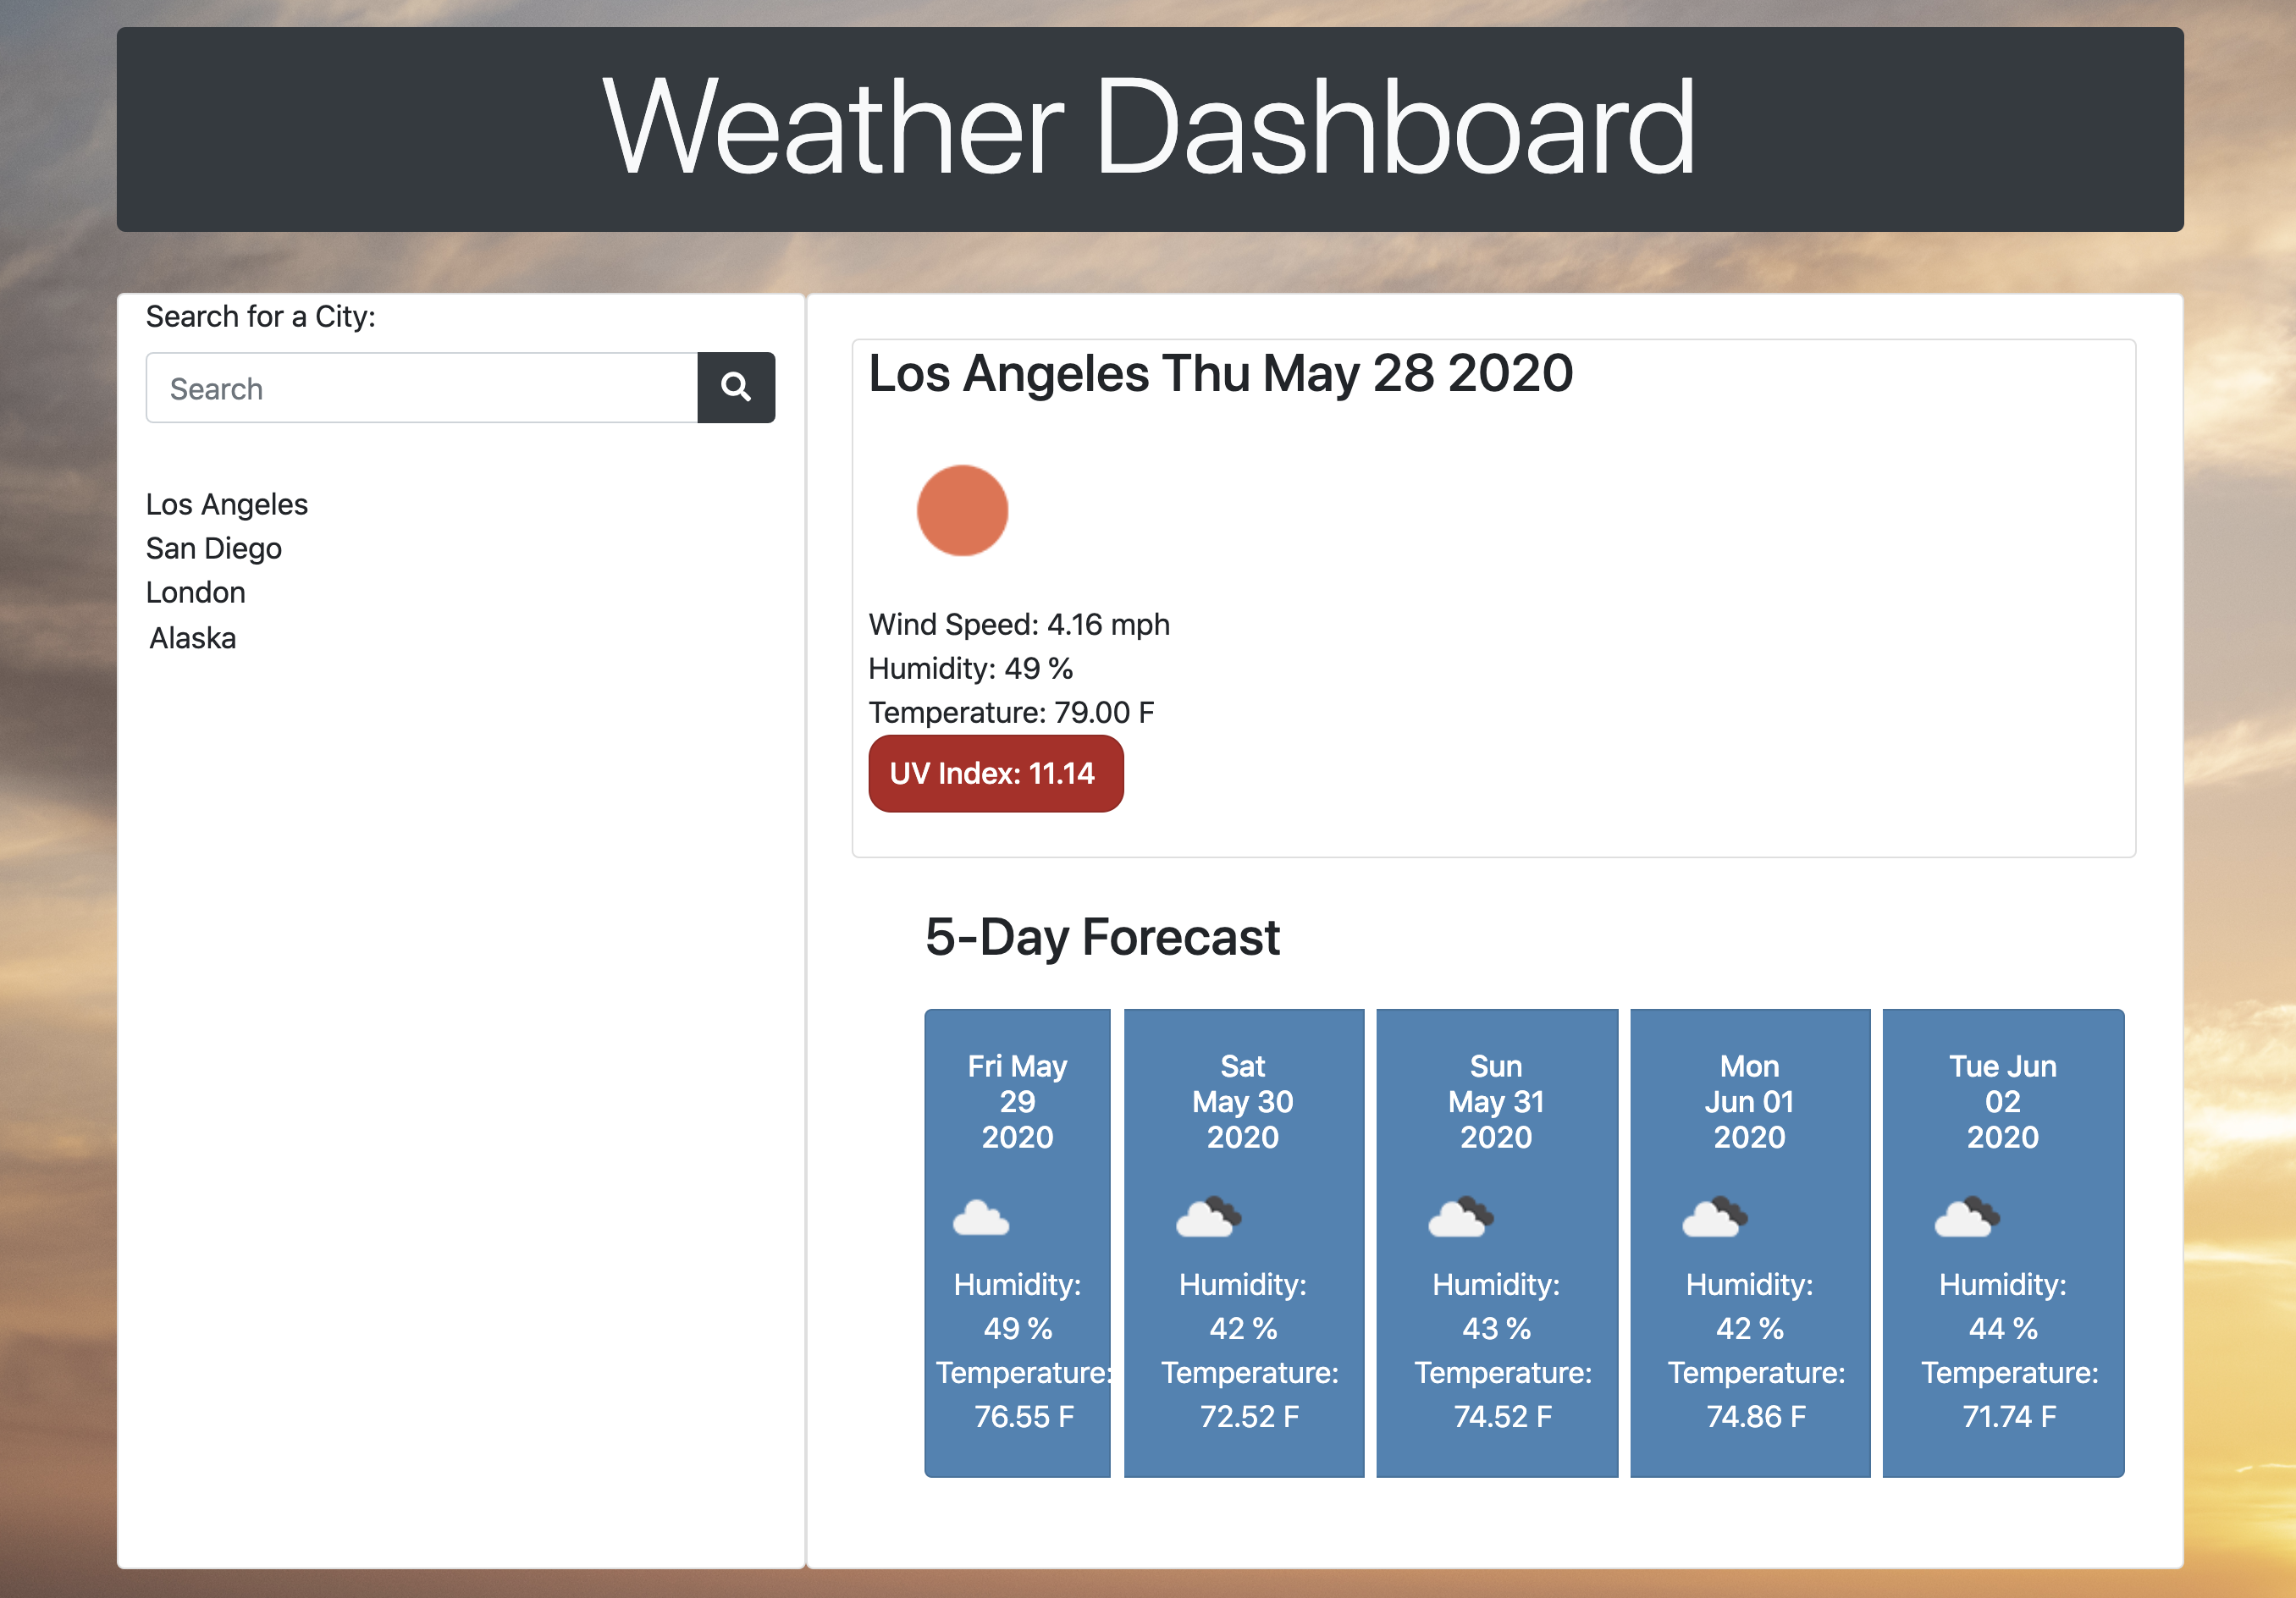 Weather Dashboard
Search for a City:
Search
Los Angeles
San Diego
London
Alaska
Los Angeles Thu May 28 2020
Wind Speed: 4.16 mph
Humidity: 49 %
Temperature: 79.00 F
UV Index: 11.14
5-Day Forecast
Fri May
29
2020
Humidity:
49 %
Temperature:
76.55 F
Sat
May 30
2020
Humidity:
42 %
Temperature:
72.52 F
Sun
May 31
2020
Humidity:
43 %
Temperature:
74.52 F
Mon
Jun 01
2020
Humidity:
42 %
Temperature:
74.86 F
Tue Jun
02
2020
Humidity:
44 %
Temperature:
71.74 F